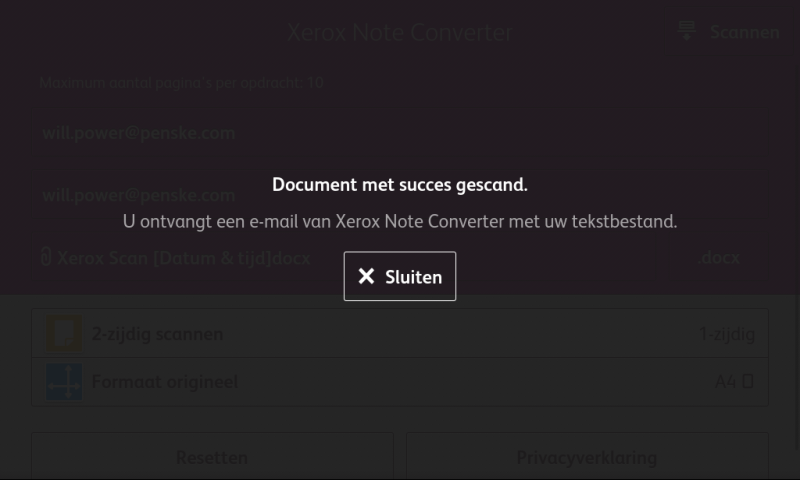 Xerox Note Converter
Scannen
Maximum aantal pagina's per opdracht: 10
will.power@penske.com
will.power@penske.com
Document met succes gescand.
U ontvangt een e-mail van Xerox Note Converter met uw tekstbestand.
Xerox Scan [Datum & tijd]docx .docx
Sluiten
2-zijdig scannen 1-zijdig
Formaat origineel A4
Resetten Privacyverklaring